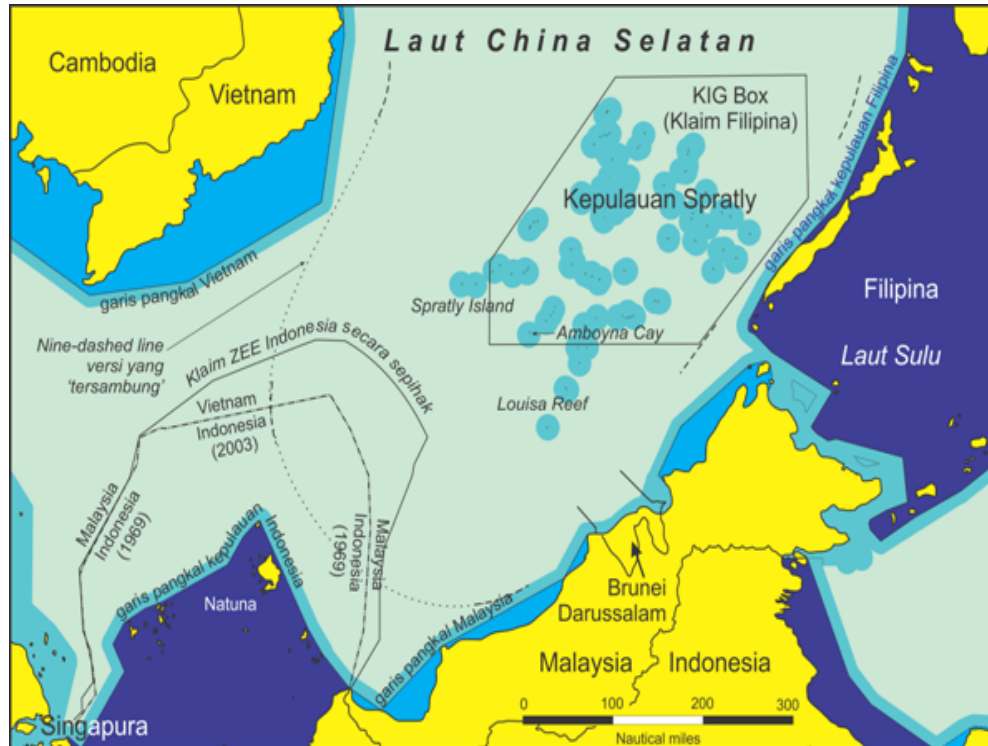 Laut China Selatan
Cambodia
Vietnam
KIG Box
(Klaim Filipina)
garis pangkal kepulauan Filipina
Kepulauan Spratly
garis pangkal Vietnam
Spratly Island
Amboyna Cay
Filipina
Laut Sulu
Nine-dashed line
versi yang
'tersambung'
Klaim ZEE Indonesia secara sepihak
Louisa Reef
Vietnam
Indonesia
(2003)
Malaysia
Indonesia
(1969)
Malaysia
Indonesia
(1969)
garis pangkal kepulauan
Indonesia
Natuna
garis pangkal Malaysia
Brunei
Darussalam
Malaysia
Indonesia
Singapura
0 100 200 300
Nautical miles